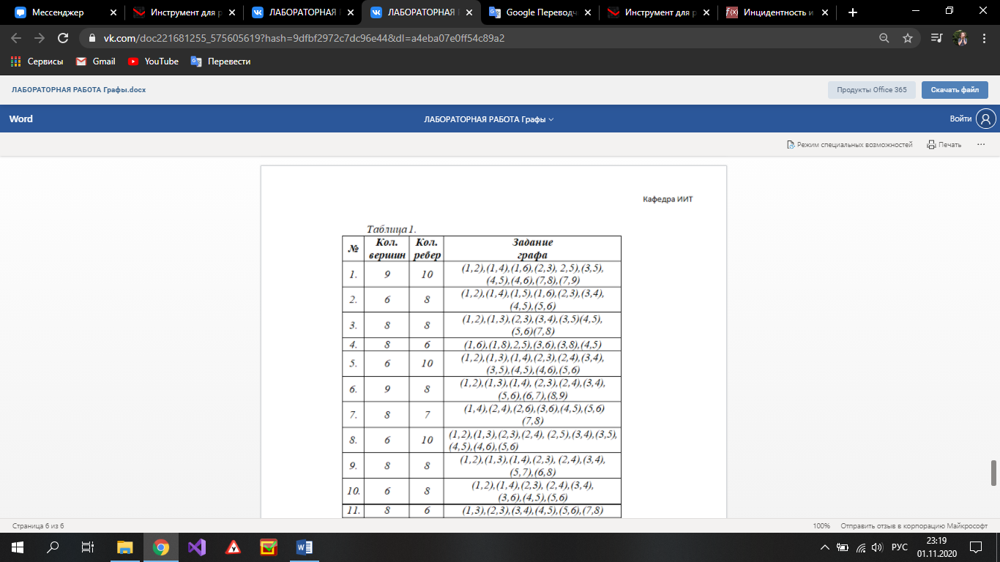 Мессенджер
Инструмент для р
ЛАБОРАТОРНАЯ
ЛАБОРАТОРНАЯ
Google Переводч
Инструмент для р
Инцидентность и
vk.com/doc221681255_575605619?hash=9dfbf2972c7dc96e44&dl=a4eba07e0ff54c89a2
Сервисы
Gmail
YouTube
Перевести
ЛАБОРАТОРНАЯ РАБОТА Графы.docx
Продукты Office 365
Скачать файл
Word
ЛАБОРАТОРНАЯ РАБОТА Графы
Войти
Режим специальных возможностей
Печать
Кафедра ИИТ
Таблица 1.
№ Кол. вершин Кол. ребер Задание графа
1. 9 10 (1,2),(1,4),(1,6),(2,3), 2,5),(3,5),
(4,5),(4,6),(7,8),(7,9)
2. 6 8 (1,2),(1,4),(1,5),(1,6),(2,3),(3,4),
(4,5),(5,6)
3. 8 8 (1,2),(1,3),(2,3),(3,4),(3,5)(4,5),
(5,6)(7,8)
4. 8 6 (1,6),(1,8),2,5),(3,6),(3,8),(4,5)
5. 6 10 (1,2),(1,3),(1,4),(2,3),(2,4),(3,4),
(3,5),(4,5),(4,6),(5,6)
6. 9 8 (1,2),(1,3),(1,4), (2,3),(2,4),(3,4),
(5,6),(6,7),(8,9)
7. 8 7 (1,4),(2,4),(2,6),(3,6),(4,5),(5,6)
(7,8)
8. 6 10 (1,2),(1,3),(2,3),(2,4), (2,5),(3,4),(3,5),
(4,5),(4,6),(5,6)
9. 8 8 (1,2),(1,3),(1,4),(2,3), (2,4),(3,4),
(5,7),(6,8)
10. 6 8 (1,2),(1,4),(2,3), (2,4),(3,4),
(3,6),(4,5),(5,6)
11. 8 6 (1,3),(2,3),(3,4),(4,5),(5,6),(7,8)
Страница 6 из 6
100%
Отправить отзыв в корпорацию Майкрософт
РУС
23:19
01.11.2020